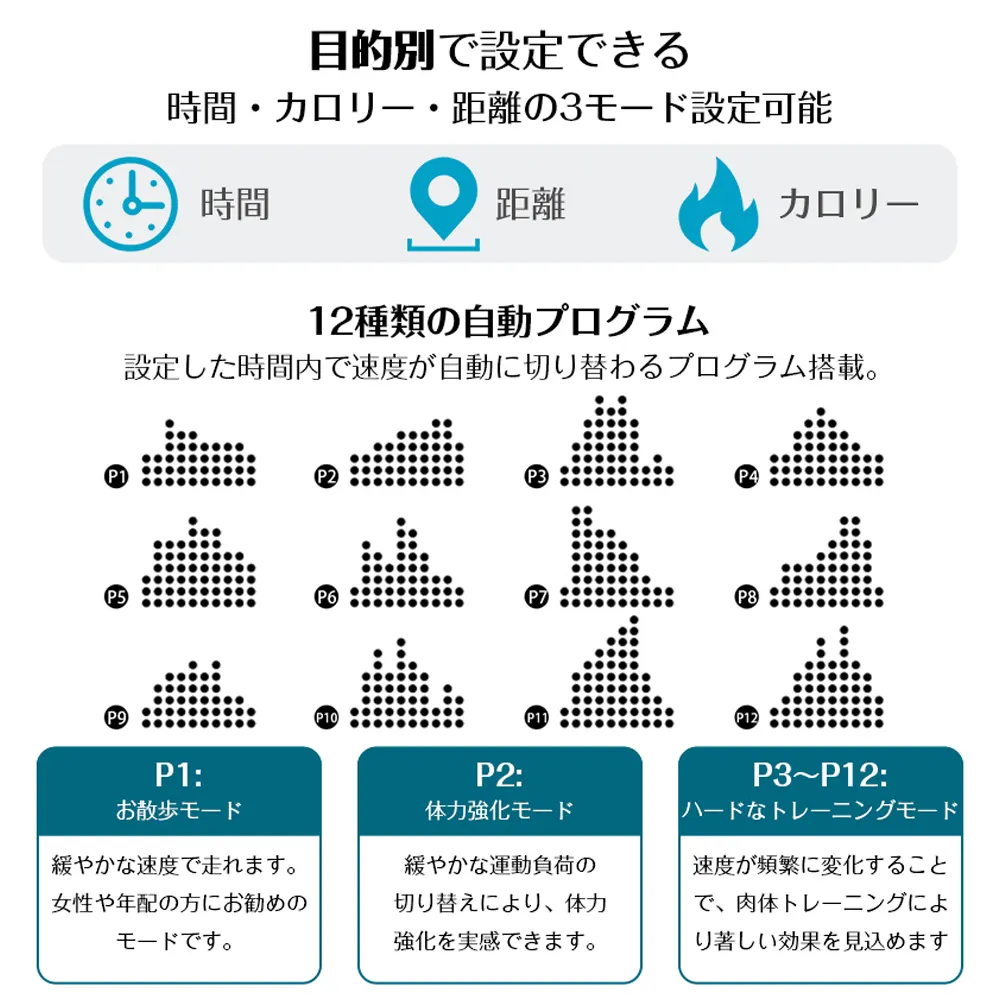 目的別で設定できる
時間・カロリー・距離の3モード設定可能
時間
距離
カロリー
12種類の自動プログラム
設定した時間内で速度が自動に切り替わるプログラム搭載。
P1
P2
P3
P4
P5
P6
P7
P8
P9
P10
P11
P12
P1:
お散歩モード
緩やかな速度で走れます。
女性や年配の方にお勧めの
モードです。
P2:
体力強化モード
緩やかな運動負荷の
切り替えにより、体力
強化を実感できます。
P3～P12:
ハードなトレーニングモード
速度が頻繁に変化すること
で、肉体トレーニングによ
り著しい効果を見込めます